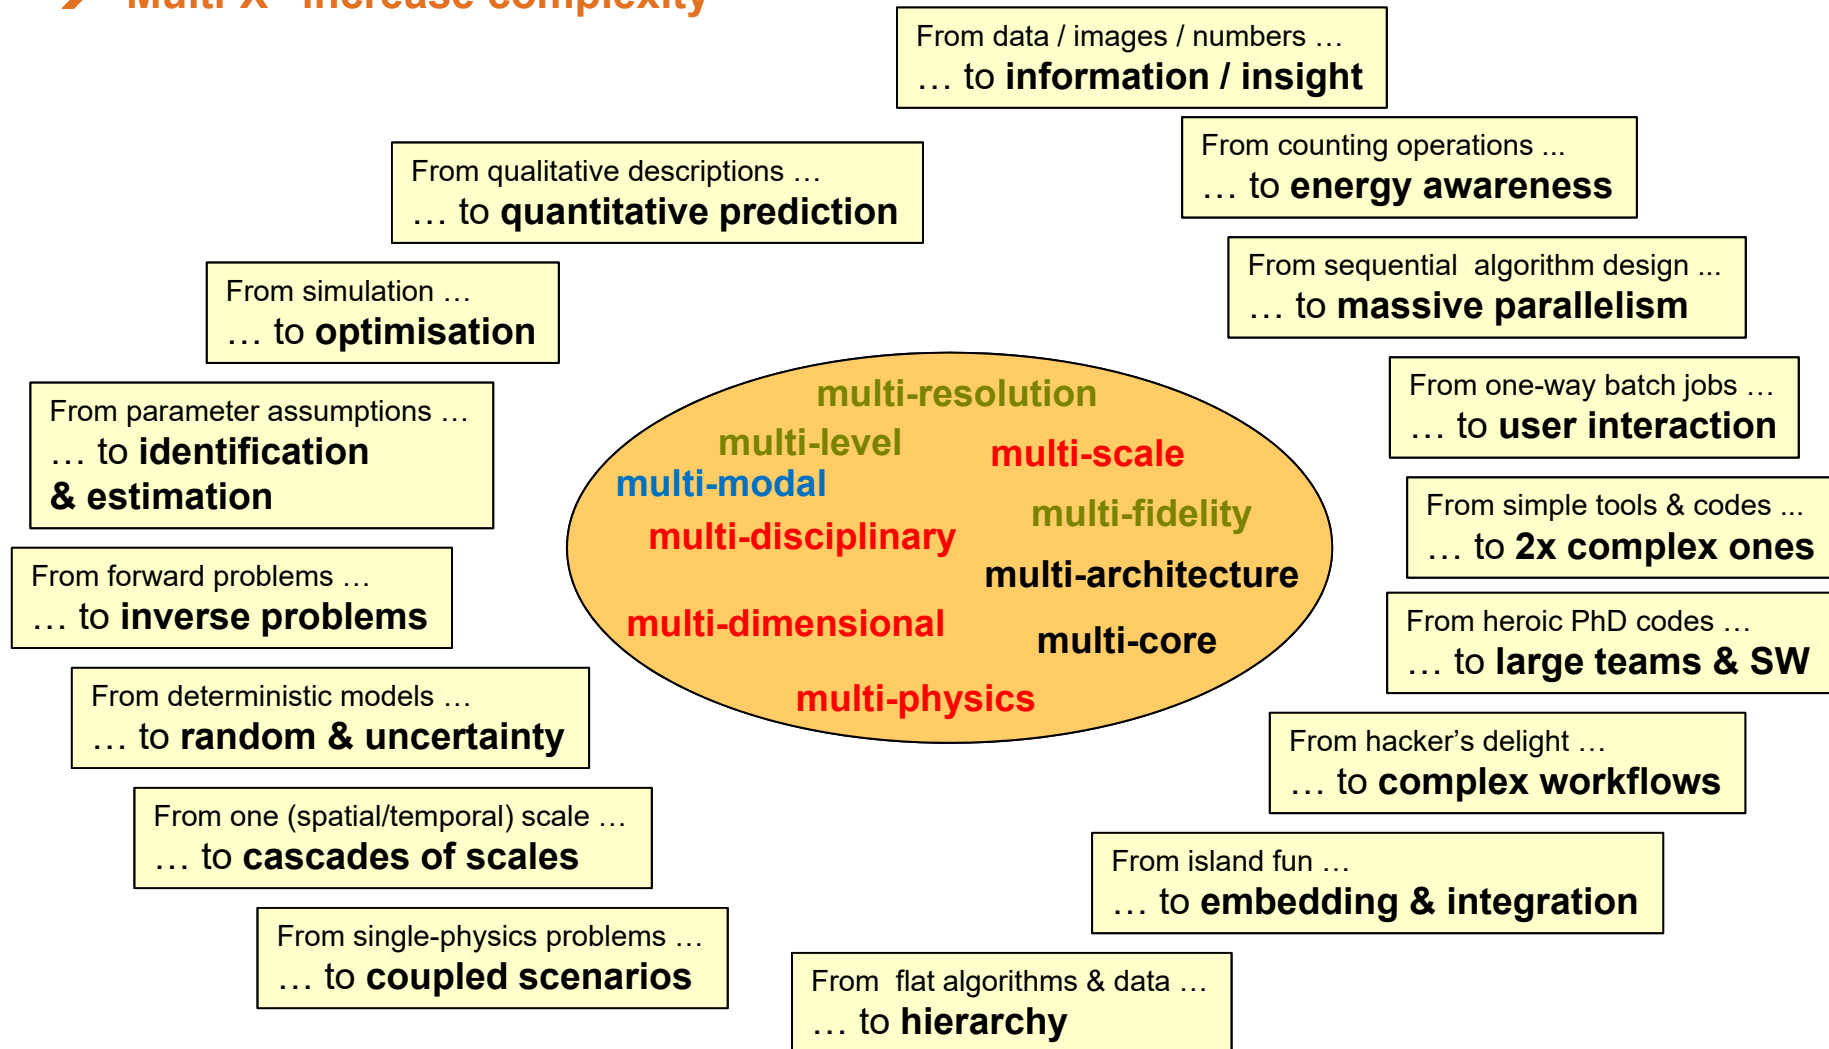 Multi-X increase complexity
From data / images / numbers …
… to information / insight
From counting operations ...
… to energy awareness
From qualitative descriptions …
… to quantitative prediction
From sequential algorithm design ...
… to massive parallelism
From simulation …
… to optimisation
From one-way batch jobs …
… to user interaction
From parameter assumptions …
… to identification
& estimation
multi-resolution
multi-level
multi-scale
multi-modal
multi-fidelity
multi-disciplinary
multi-architecture
multi-dimensional
multi-core
multi-physics
From simple tools & codes ...
… to 2x complex ones
From forward problems …
… to inverse problems
From heroic PhD codes …
… to large teams & SW
From deterministic models …
… to random & uncertainty
From hacker’s delight …
… to complex workflows
From one (spatial/temporal) scale …
… to cascades of scales
From island fun …
… to embedding & integration
From single-physics problems …
… to coupled scenarios
From flat algorithms & data …
… to hierarchy